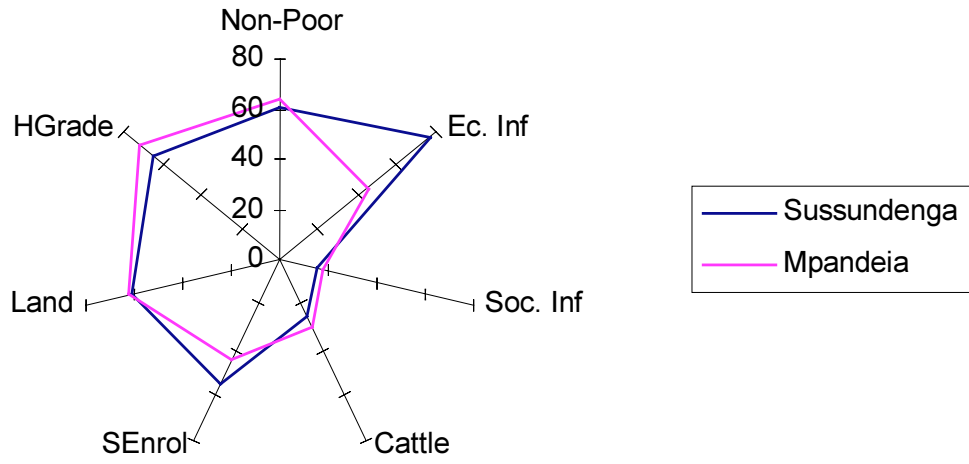 Non-Poor
80
60
40
20
0
HGrade
Ec. Inf
Land
Soc. Inf
SEnrol
Cattle
Sussundenga
Mpandeia